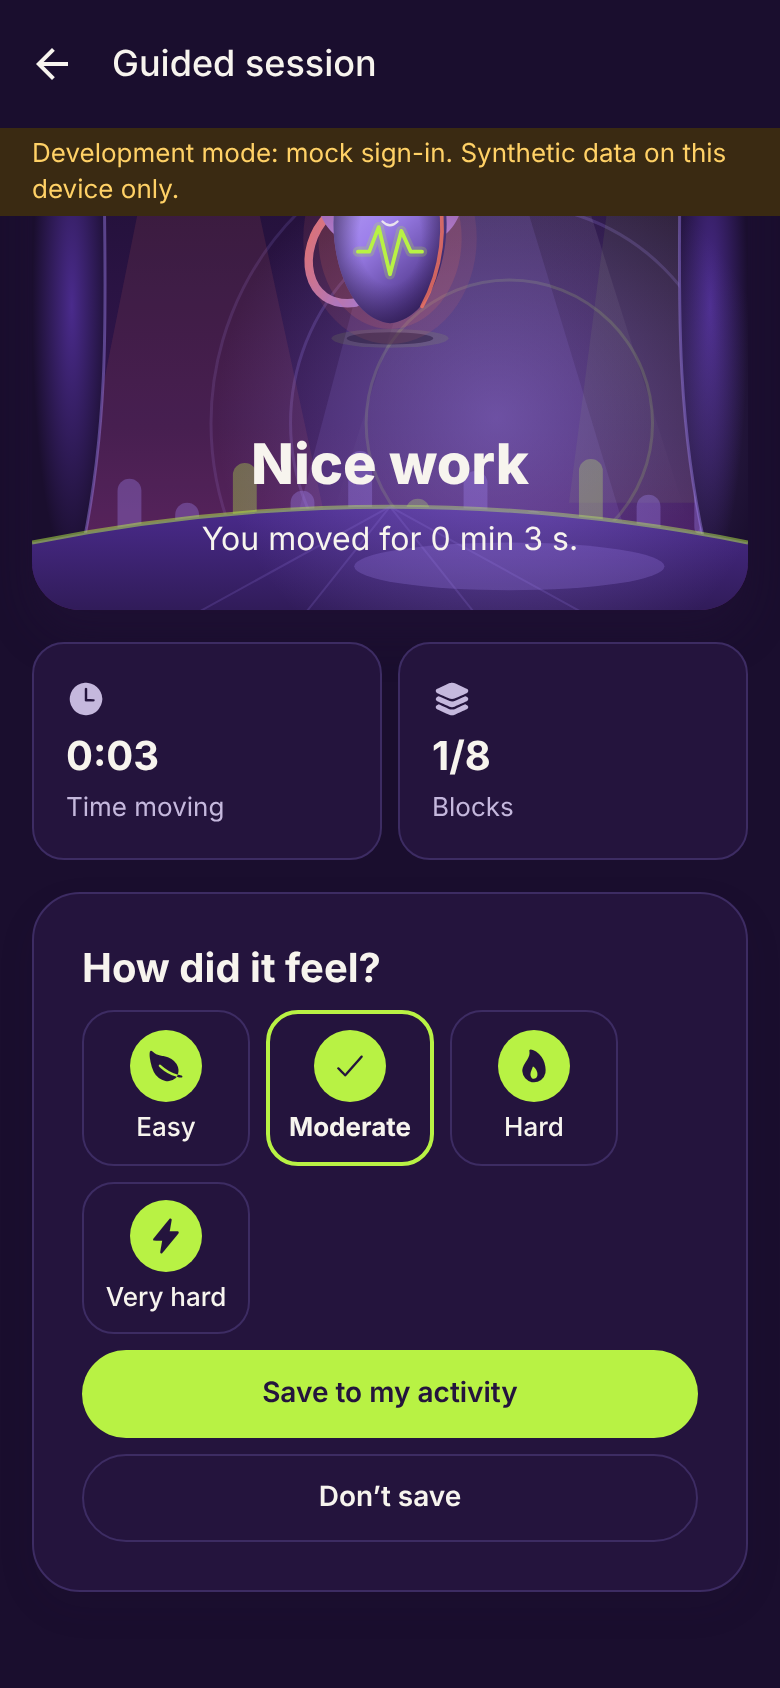 Guided session
Development mode: mock sign-in. Synthetic data on this
device only.
Nice work
You moved for 0 min 3 s.
0:03
Time moving
1/8
Blocks
How did it feel?
Easy
Moderate
Hard
Very hard
Save to my activity
Don’t save